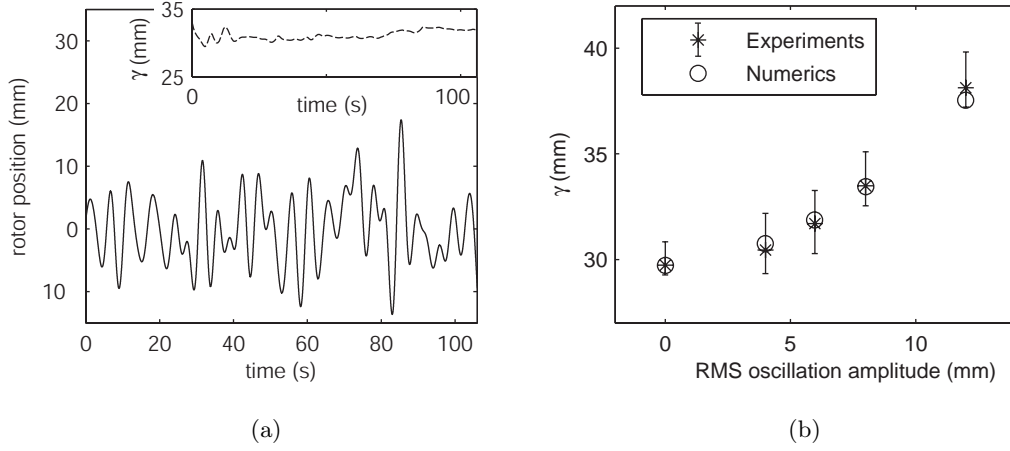 35
γ (mm)
25
0
100
time (s)
30
20
10
0
10
rotor position (mm)
0
20
40
60
80
100
time (s)
(a)
Experiments
Numerics
40
35
30
γ (mm)
0
5
10
RMS oscillation amplitude (mm)
(b)